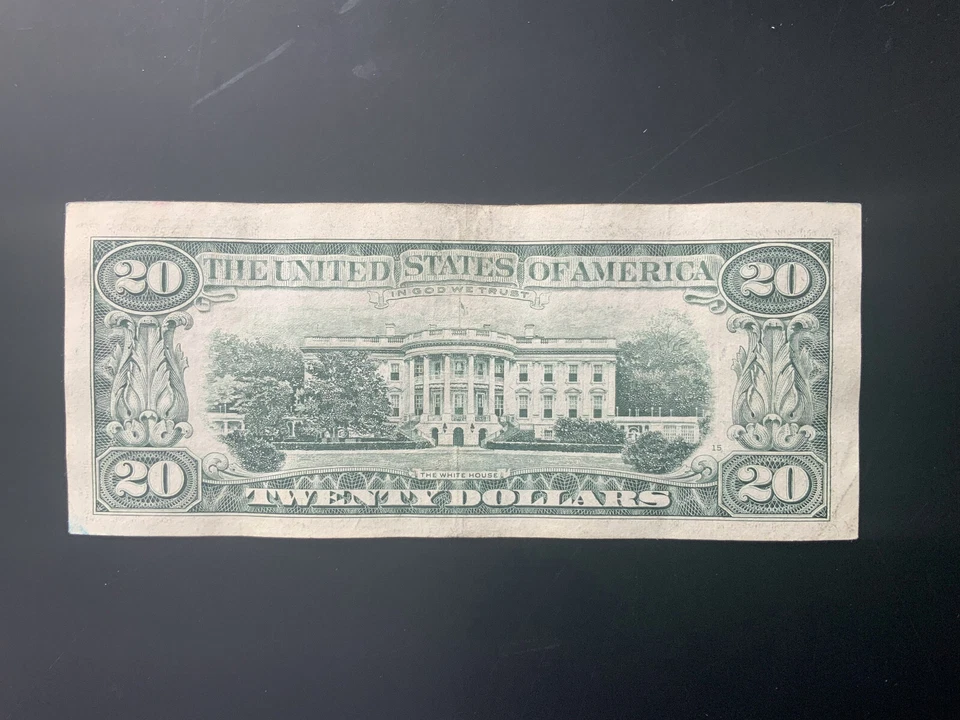 20 THE UNITED STATES OF AMERICA 20
IN GOD WE TRUST
15
THE WHITE HOUSE
20 TWENTY DOLLARS 20